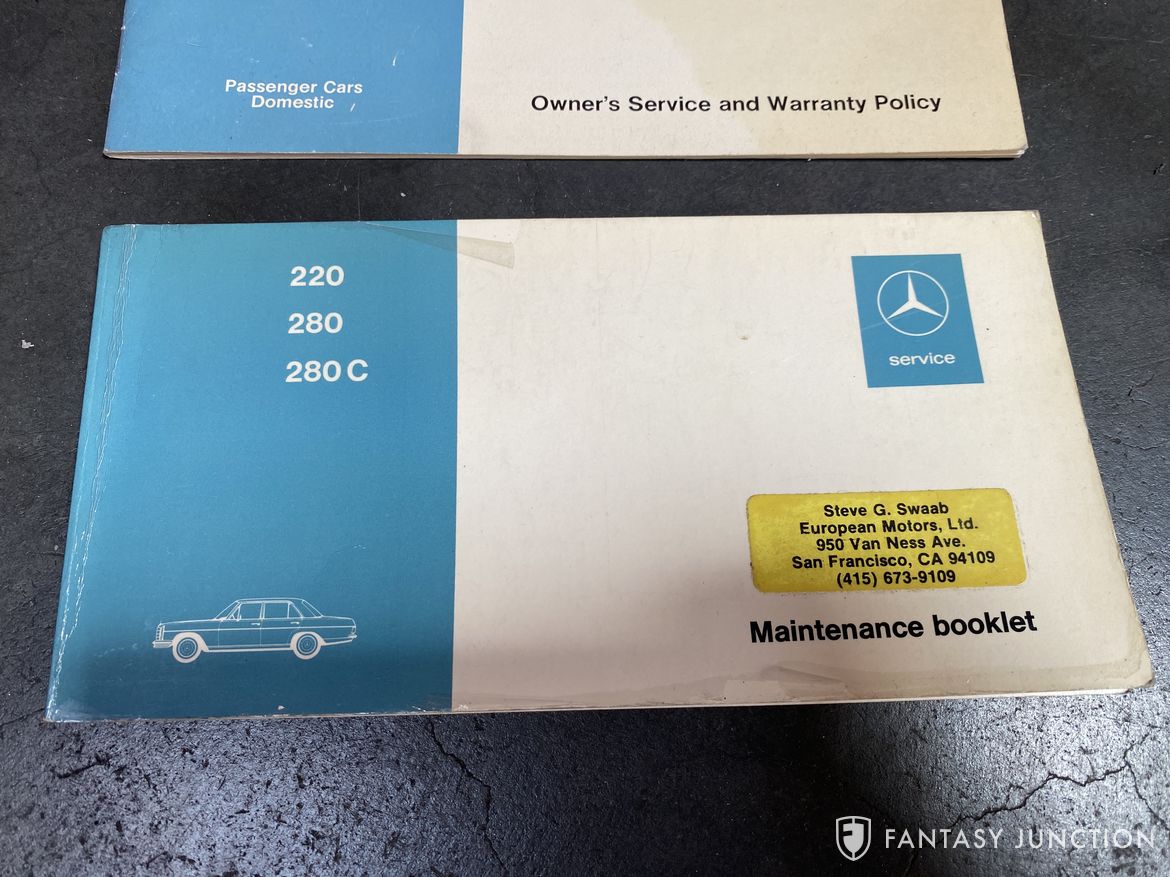 Passenger Cars
Domestic
Owner's Service and Warranty Policy
220
280
280 C
service
Steve G. Swaab
European Motors, Ltd.
950 Van Ness Ave.
San Francisco, CA 94109
(415) 673-9109
Maintenance booklet
FANTASY JUNCTION